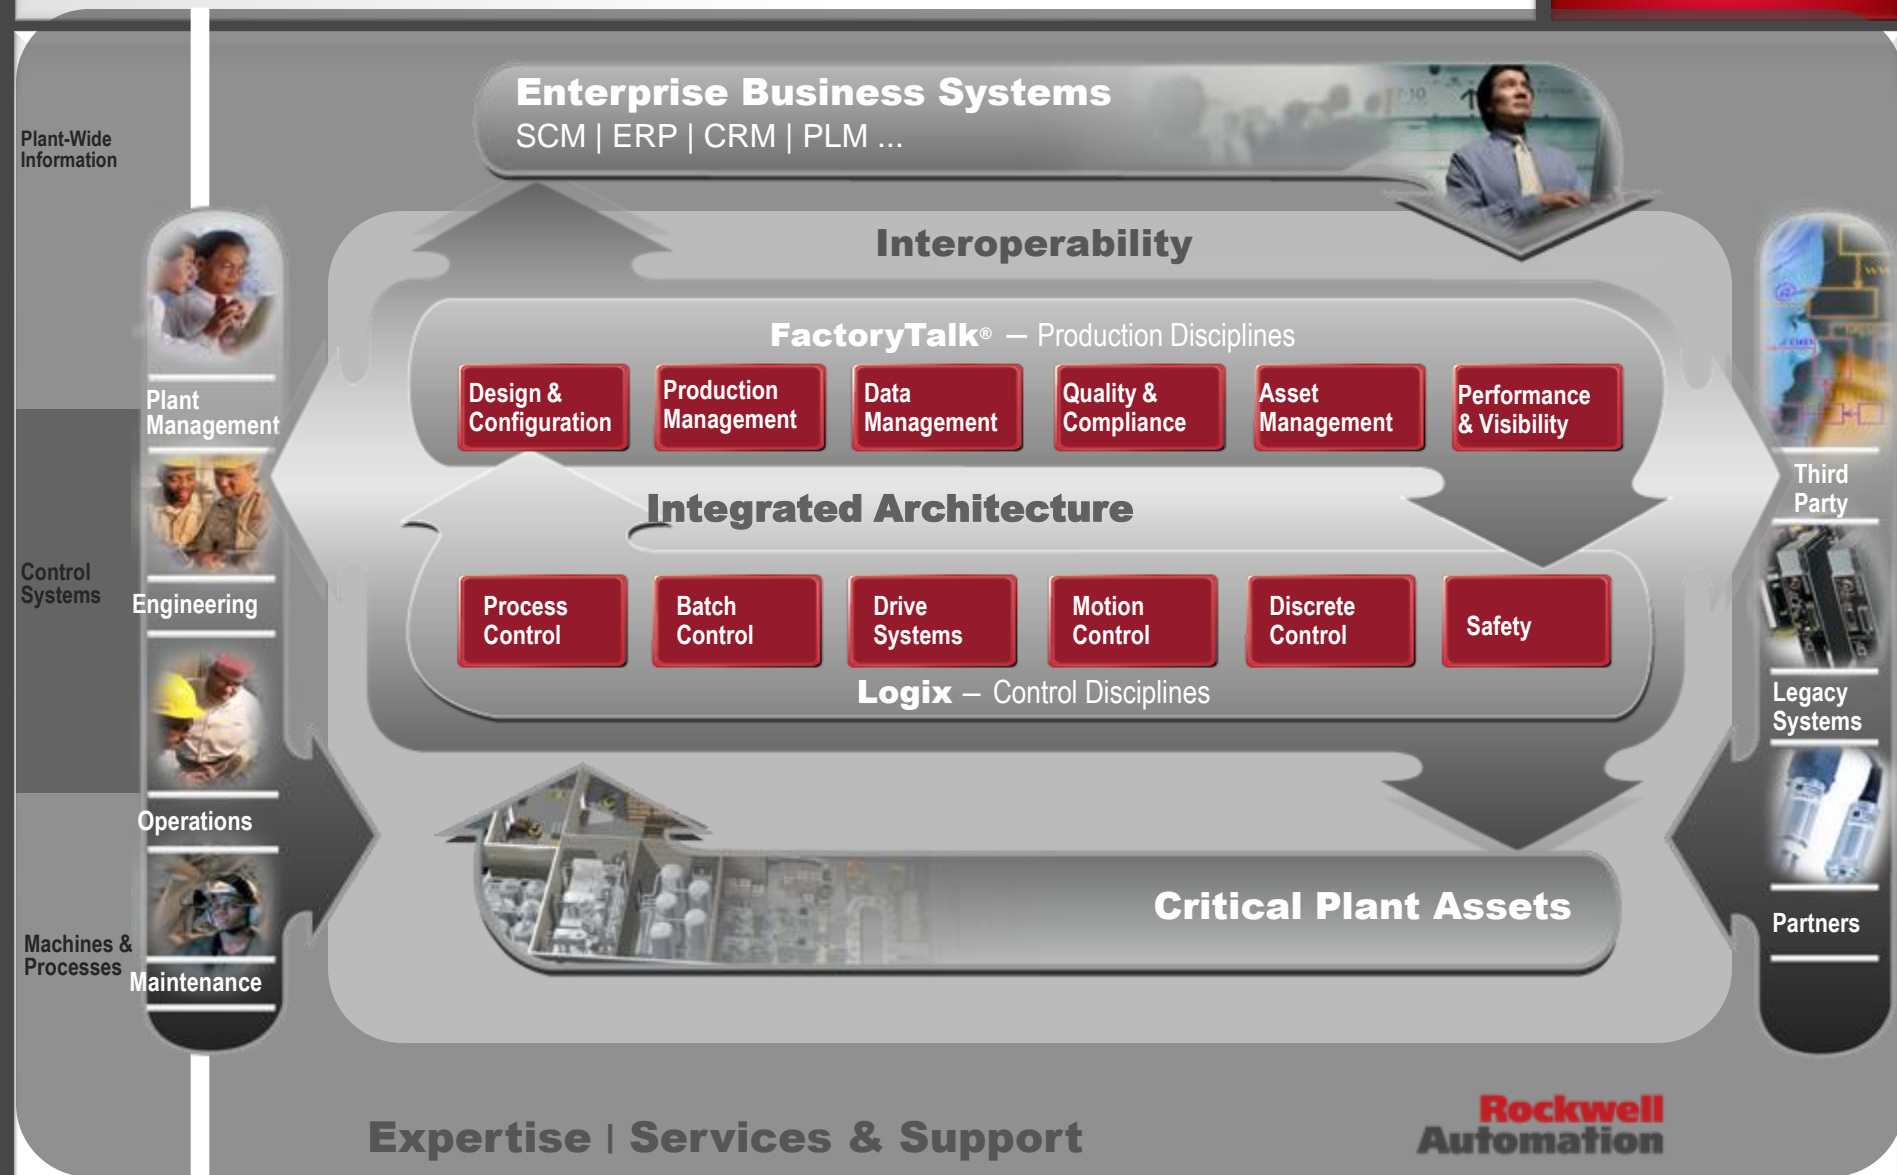 Enterprise Business Systems
SCM | ERP | CRM | PLM ...
Plant-Wide
Information
Interoperability
FactoryTalk® – Production Disciplines
Design &
Configuration
Production
Management
Data
Management
Quality &
Compliance
Asset
Management
Performance
& Visibility
Plant
Management
Third
Party
Integrated Architecture
Control
Systems
Engineering
Process
Control
Batch
Control
Drive
Systems
Motion
Control
Discrete
Control
Safety
Logix – Control Disciplines
Legacy
Systems
Operations
Critical Plant Assets
Partners
Machines &
Processes
Maintenance
Expertise | Services & Support
Rockwell
Automation